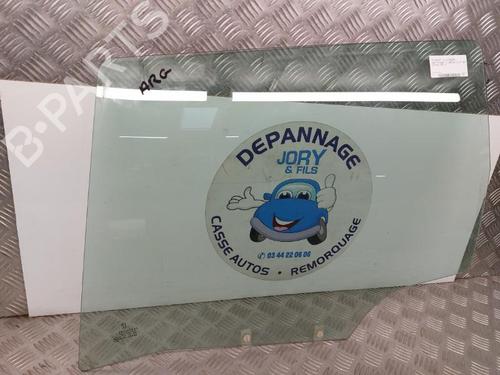 B-PARTS
ARG
DEPANNAGE
JORY
& FILS
03 44 22 06 06
CASSE AUTOS • REMORQUAGE